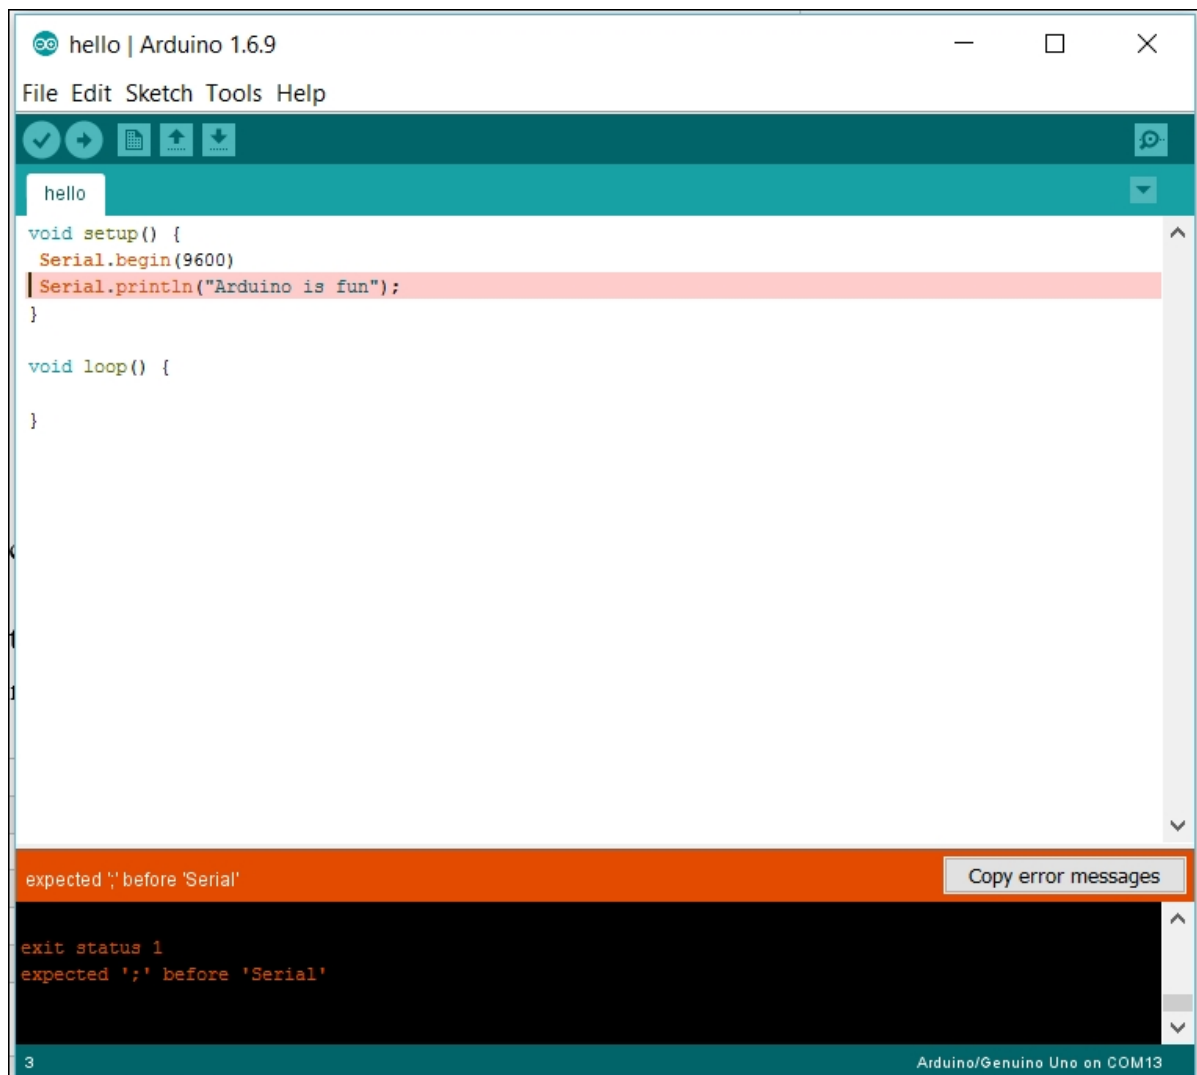 hello | Arduino 1.6.9
File Edit Sketch Tools Help
hello
void setup() {
 Serial.begin(9600)
 Serial.println("Arduino is fun");
}
void loop() {
}
expected ';' before 'Serial'
Copy error messages
exit status 1
expected ';' before 'Serial'
3
Arduino/Genuino Uno on COM13